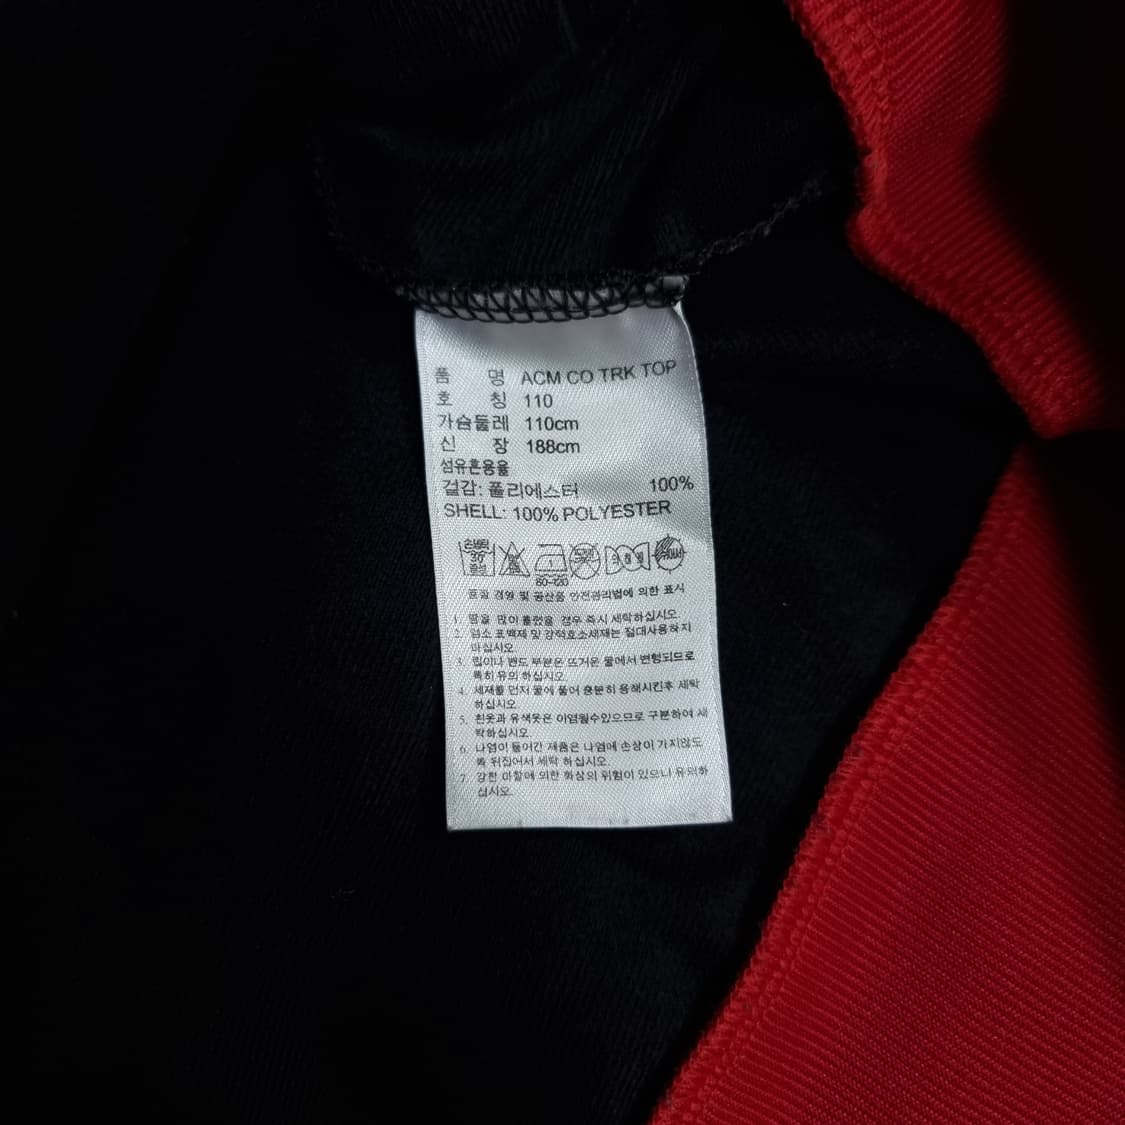 품 명 ACM CO TRK TOP
호 칭 110
가슴둘레 110cm
신 장 188cm
섬유혼용율
겉감: 폴리에스터 100%
SHELL: 100% POLYESTER
손세탁
30
중성
60-120
품질 경영 및 공산품 안전관리법에 의한 표시
1. 땀을 많이 흘렸을 경우 즉시 세탁하십시오.
2. 염소 표백제 및 강력효소세제는 절대사용하지
마십시오.
3. 립이나 밴드 부분은 뜨거운 물에서 변형되므로
특히 유의 하십시오.
4. 세제를 먼저 물에 풀어 충분히 용해시킨후 세탁
하십시오.
5. 흰옷과 유색옷은 이염될수있으므로 구분하여 세
탁하십시오.
6. 나염이 들어간 제품은 나염에 손상이 가지않도
록 뒤집어서 세탁 하십시오.
7. 강한 마찰에 의한 화상의 위험이 있으니 유의하
십시오.